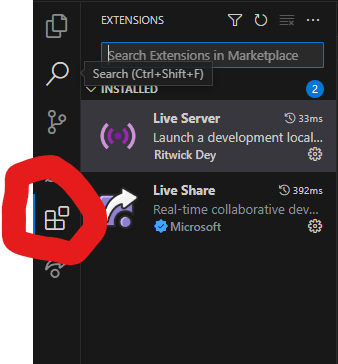 EXTENSIONS
Search Extensions in Marketplace
Search (Ctrl+Shift+F)
INSTALLED 2
Live Server 33ms
Launch a development local...
Ritwick Dey
Live Share 392ms
Real-time collaborative dev...
Microsoft